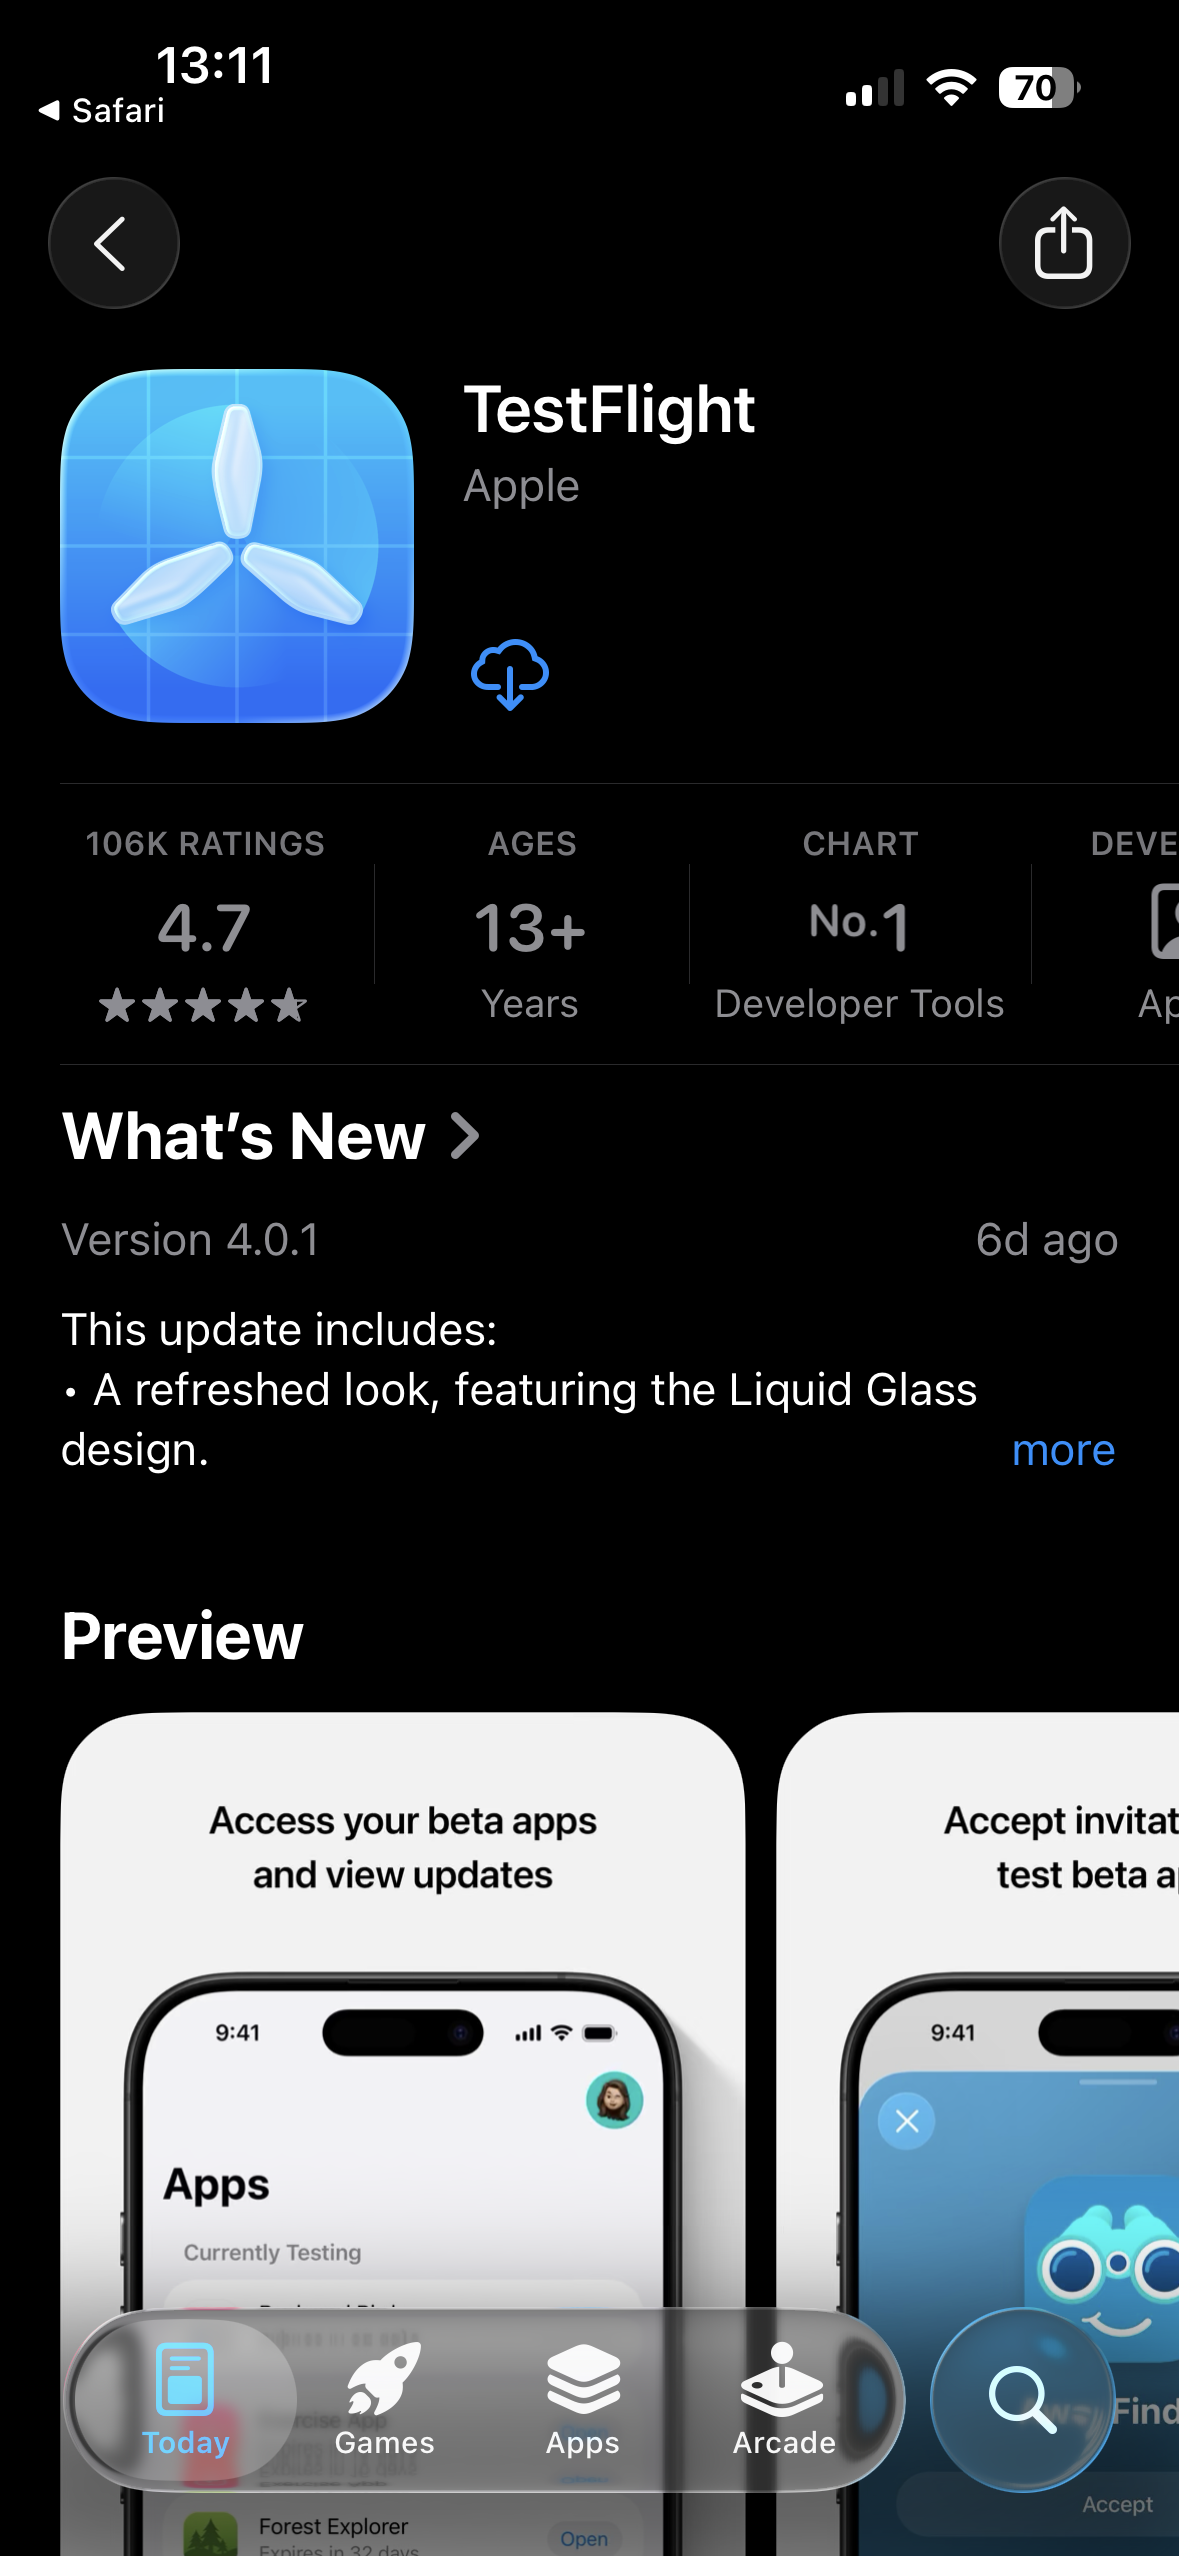 13:11
Safari
70
TestFlight
Apple
106K RATINGS
4.7
AGES
13+
Years
CHART
No.1
Developer Tools
DEVE
Ap
What's New
Version 4.0.1
6d ago
This update includes:
• A refreshed look, featuring the Liquid Glass
design.
more
Preview
Access your beta apps
and view updates
9:41
Apps
Currently Testing
Accept invitat
test beta a
9:41
Find
Accept
Today
Games
Apps
Arcade
Forest Explorer
Expires in 32 days
Open